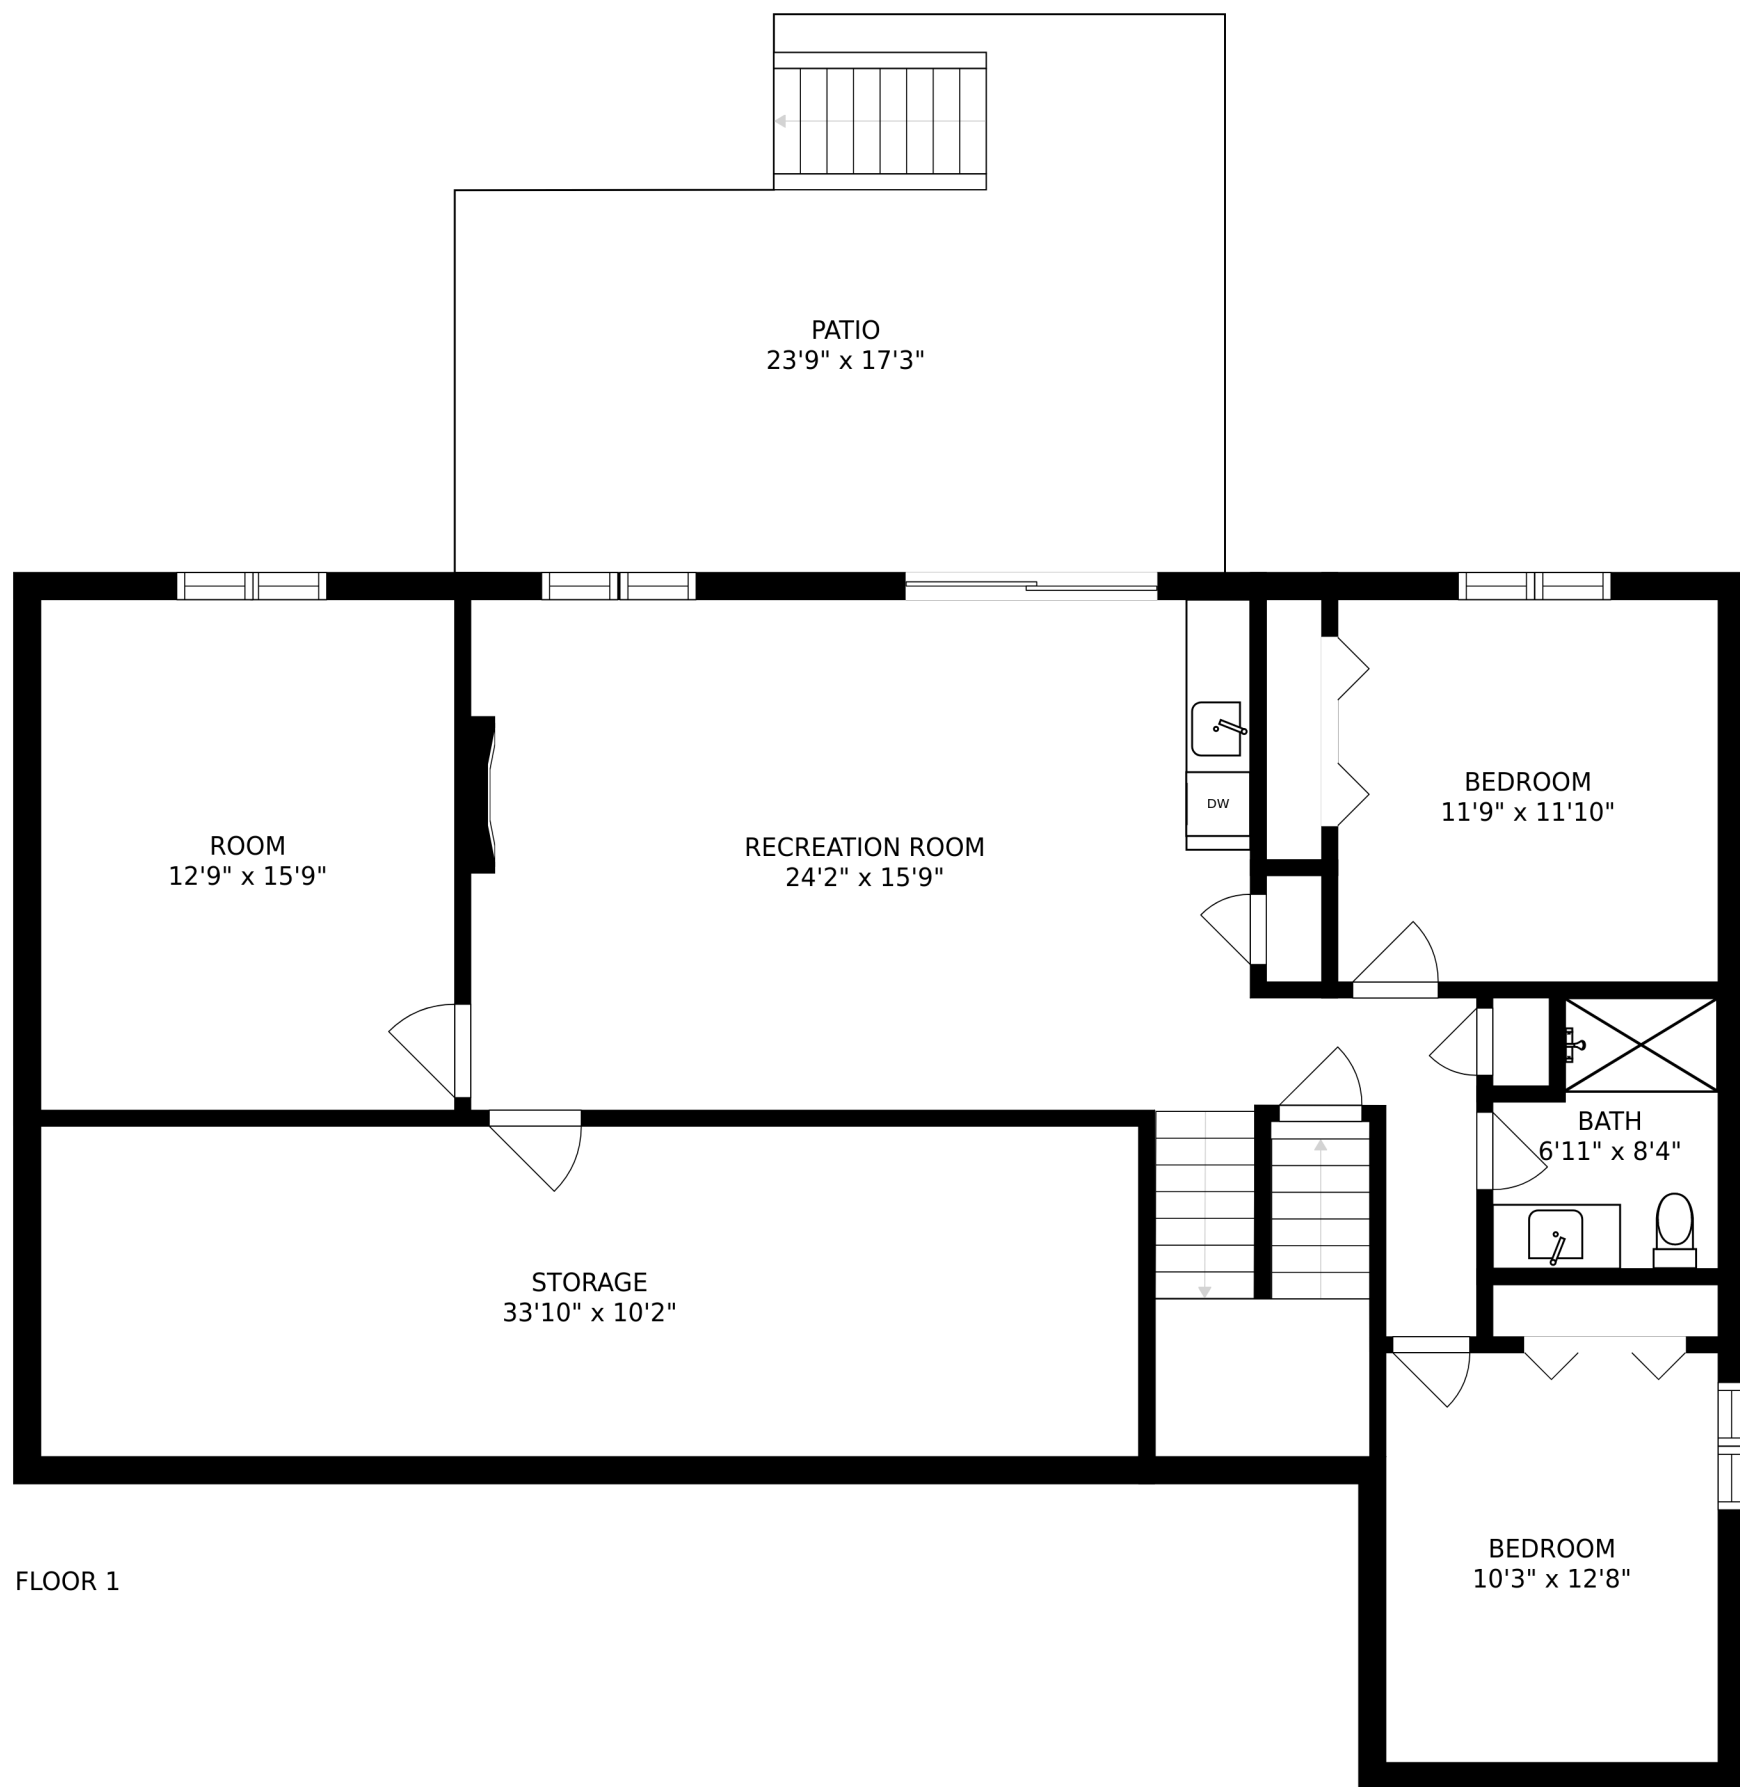 PATIO
23'9" x 17'3"
BEDROOM
11'9" x 11'10"
DW
ROOM
12'9" x 15'9"
RECREATION ROOM
24'2" x 15'9"
BATH
6'11" x 8'4"
STORAGE
33'10" x 10'2"
BEDROOM
10'3" x 12'8"
FLOOR 1